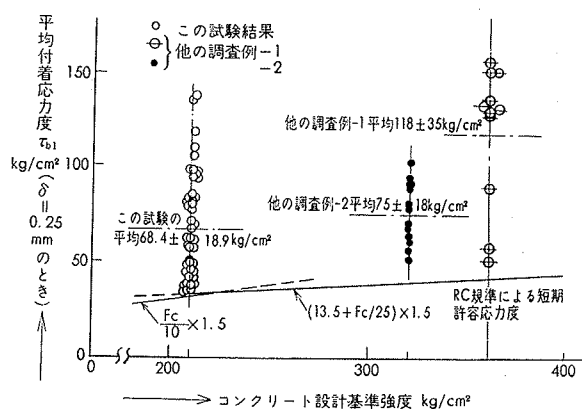 ○ この試験結果
他の調査例-1
● -2
平均付着応力度 τb1 kg/cm² (δ=0.25mmのとき)
150
100
50
0
他の調査例-1平均118±35kg/cm²
他の調査例-2平均75±18kg/cm²
この試験の
平均68.4±18.9kg/cm²
Fc/10 ×1.5
(13.5+Fc/25)×1.5
RC規準による短期
許容応力度
0
200
300
400
コンクリート設計基準強度 kg/cm²